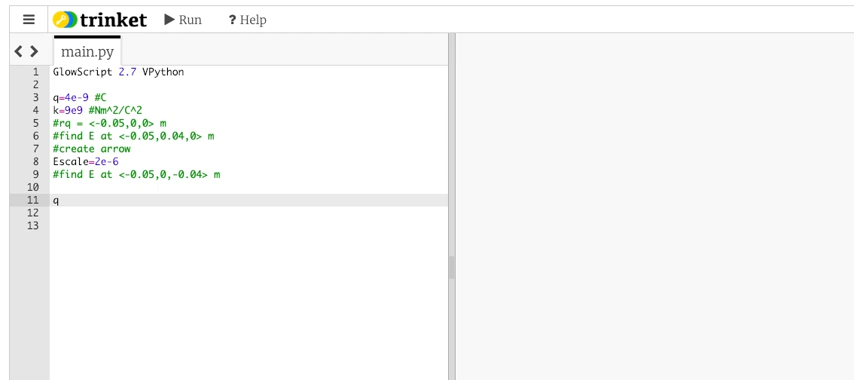 trinket Run ? Help
main.py
1 GlowScript 2.7 VPython
2
3 q=4e-9 #C
4 k=9e9 #Nm^2/C^2
5 #rq = <-0.05,0,0> m
6 #find E at <-0.05,0.04,0> m
7 #create arrow
8 Escale=2e-6
9 #find E at <-0.05,0,-0.04> m
10
11 q
12
13